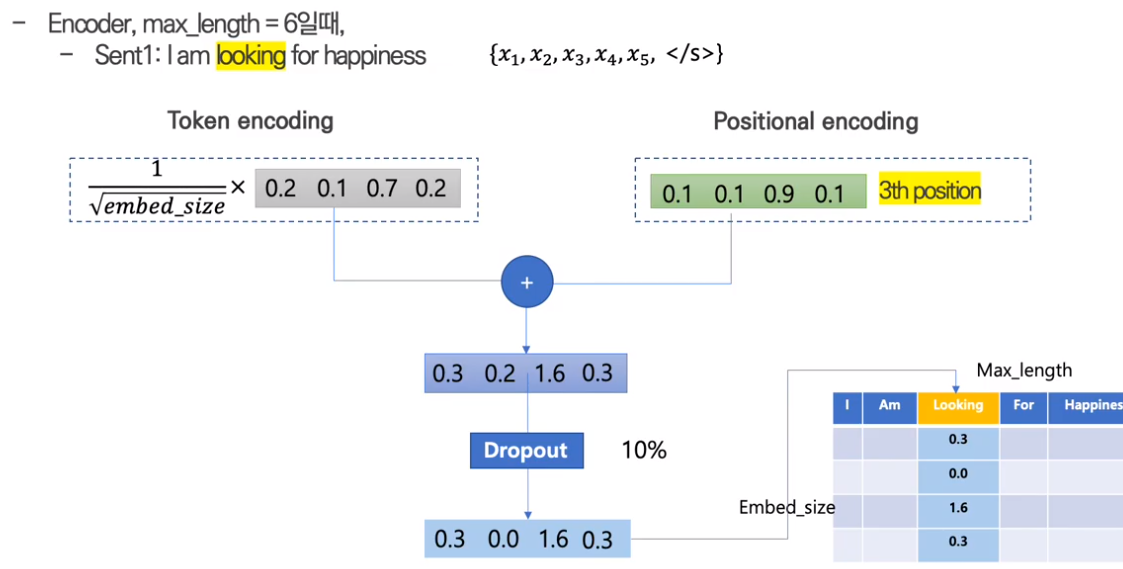 – Encoder, max_length = 6일때,
– Sent1: I am looking for happiness {x₁, x₂, x₃, x₄, x₅, </s>}
Token encoding
Positional encoding
1
√embed_size × 0.2 0.1 0.7 0.2
0.1 0.1 0.9 0.1 3th position
+
0.3 0.2 1.6 0.3
Dropout 10%
0.3 0.0 1.6 0.3
Max_length
I Am Looking For Happines
0.3
0.0
Embed_size 1.6
0.3